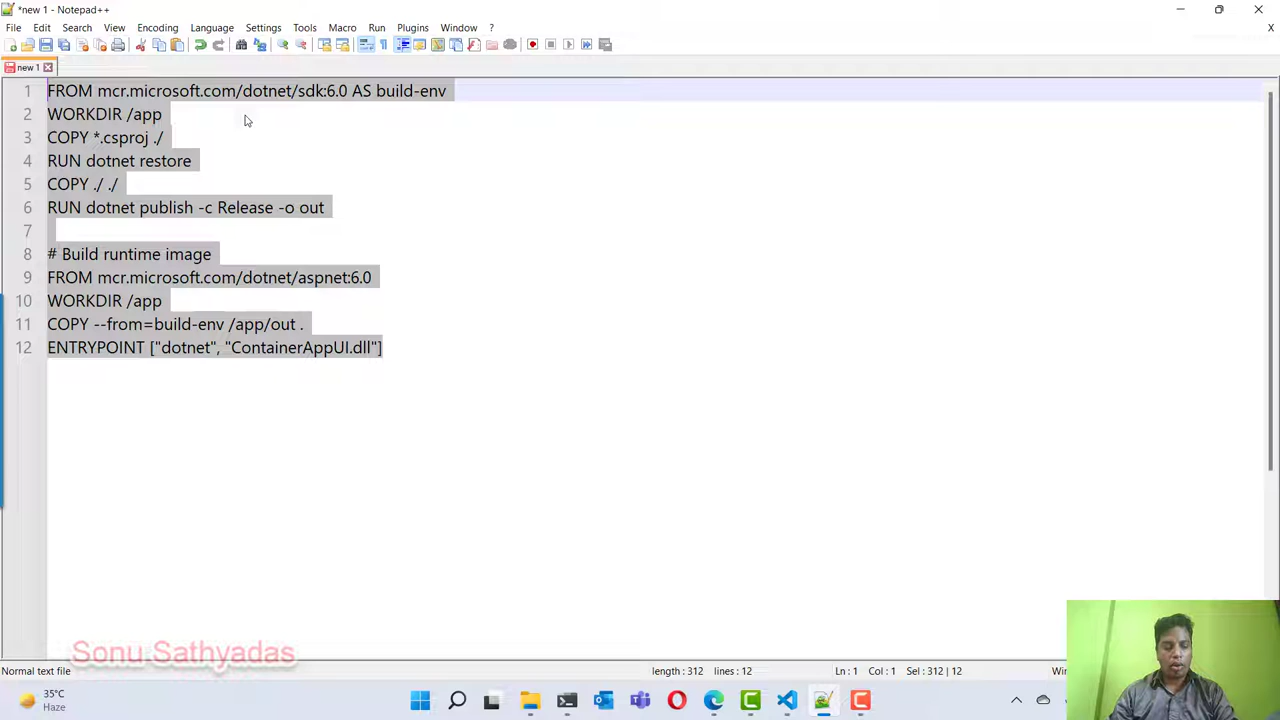 *new 1 - Notepad++
File Edit Search View Encoding Language Settings Tools Macro Run Plugins Window ? X
new 1
1 FROM mcr.microsoft.com/dotnet/sdk:6.0 AS build-env
2 WORKDIR /app
3 COPY *.csproj ./
4 RUN dotnet restore
5 COPY ./ ./
6 RUN dotnet publish -c Release -o out
7
8 # Build runtime image
9 FROM mcr.microsoft.com/dotnet/aspnet:6.0
10 WORKDIR /app
11 COPY --from=build-env /app/out .
12 ENTRYPOINT ["dotnet", "ContainerAppUI.dll"]
Sonu Sathyadas
Normal text file length : 312 lines : 12 Ln : 1 Col : 1 Sel : 312 | 12 Win
35°C
Haze